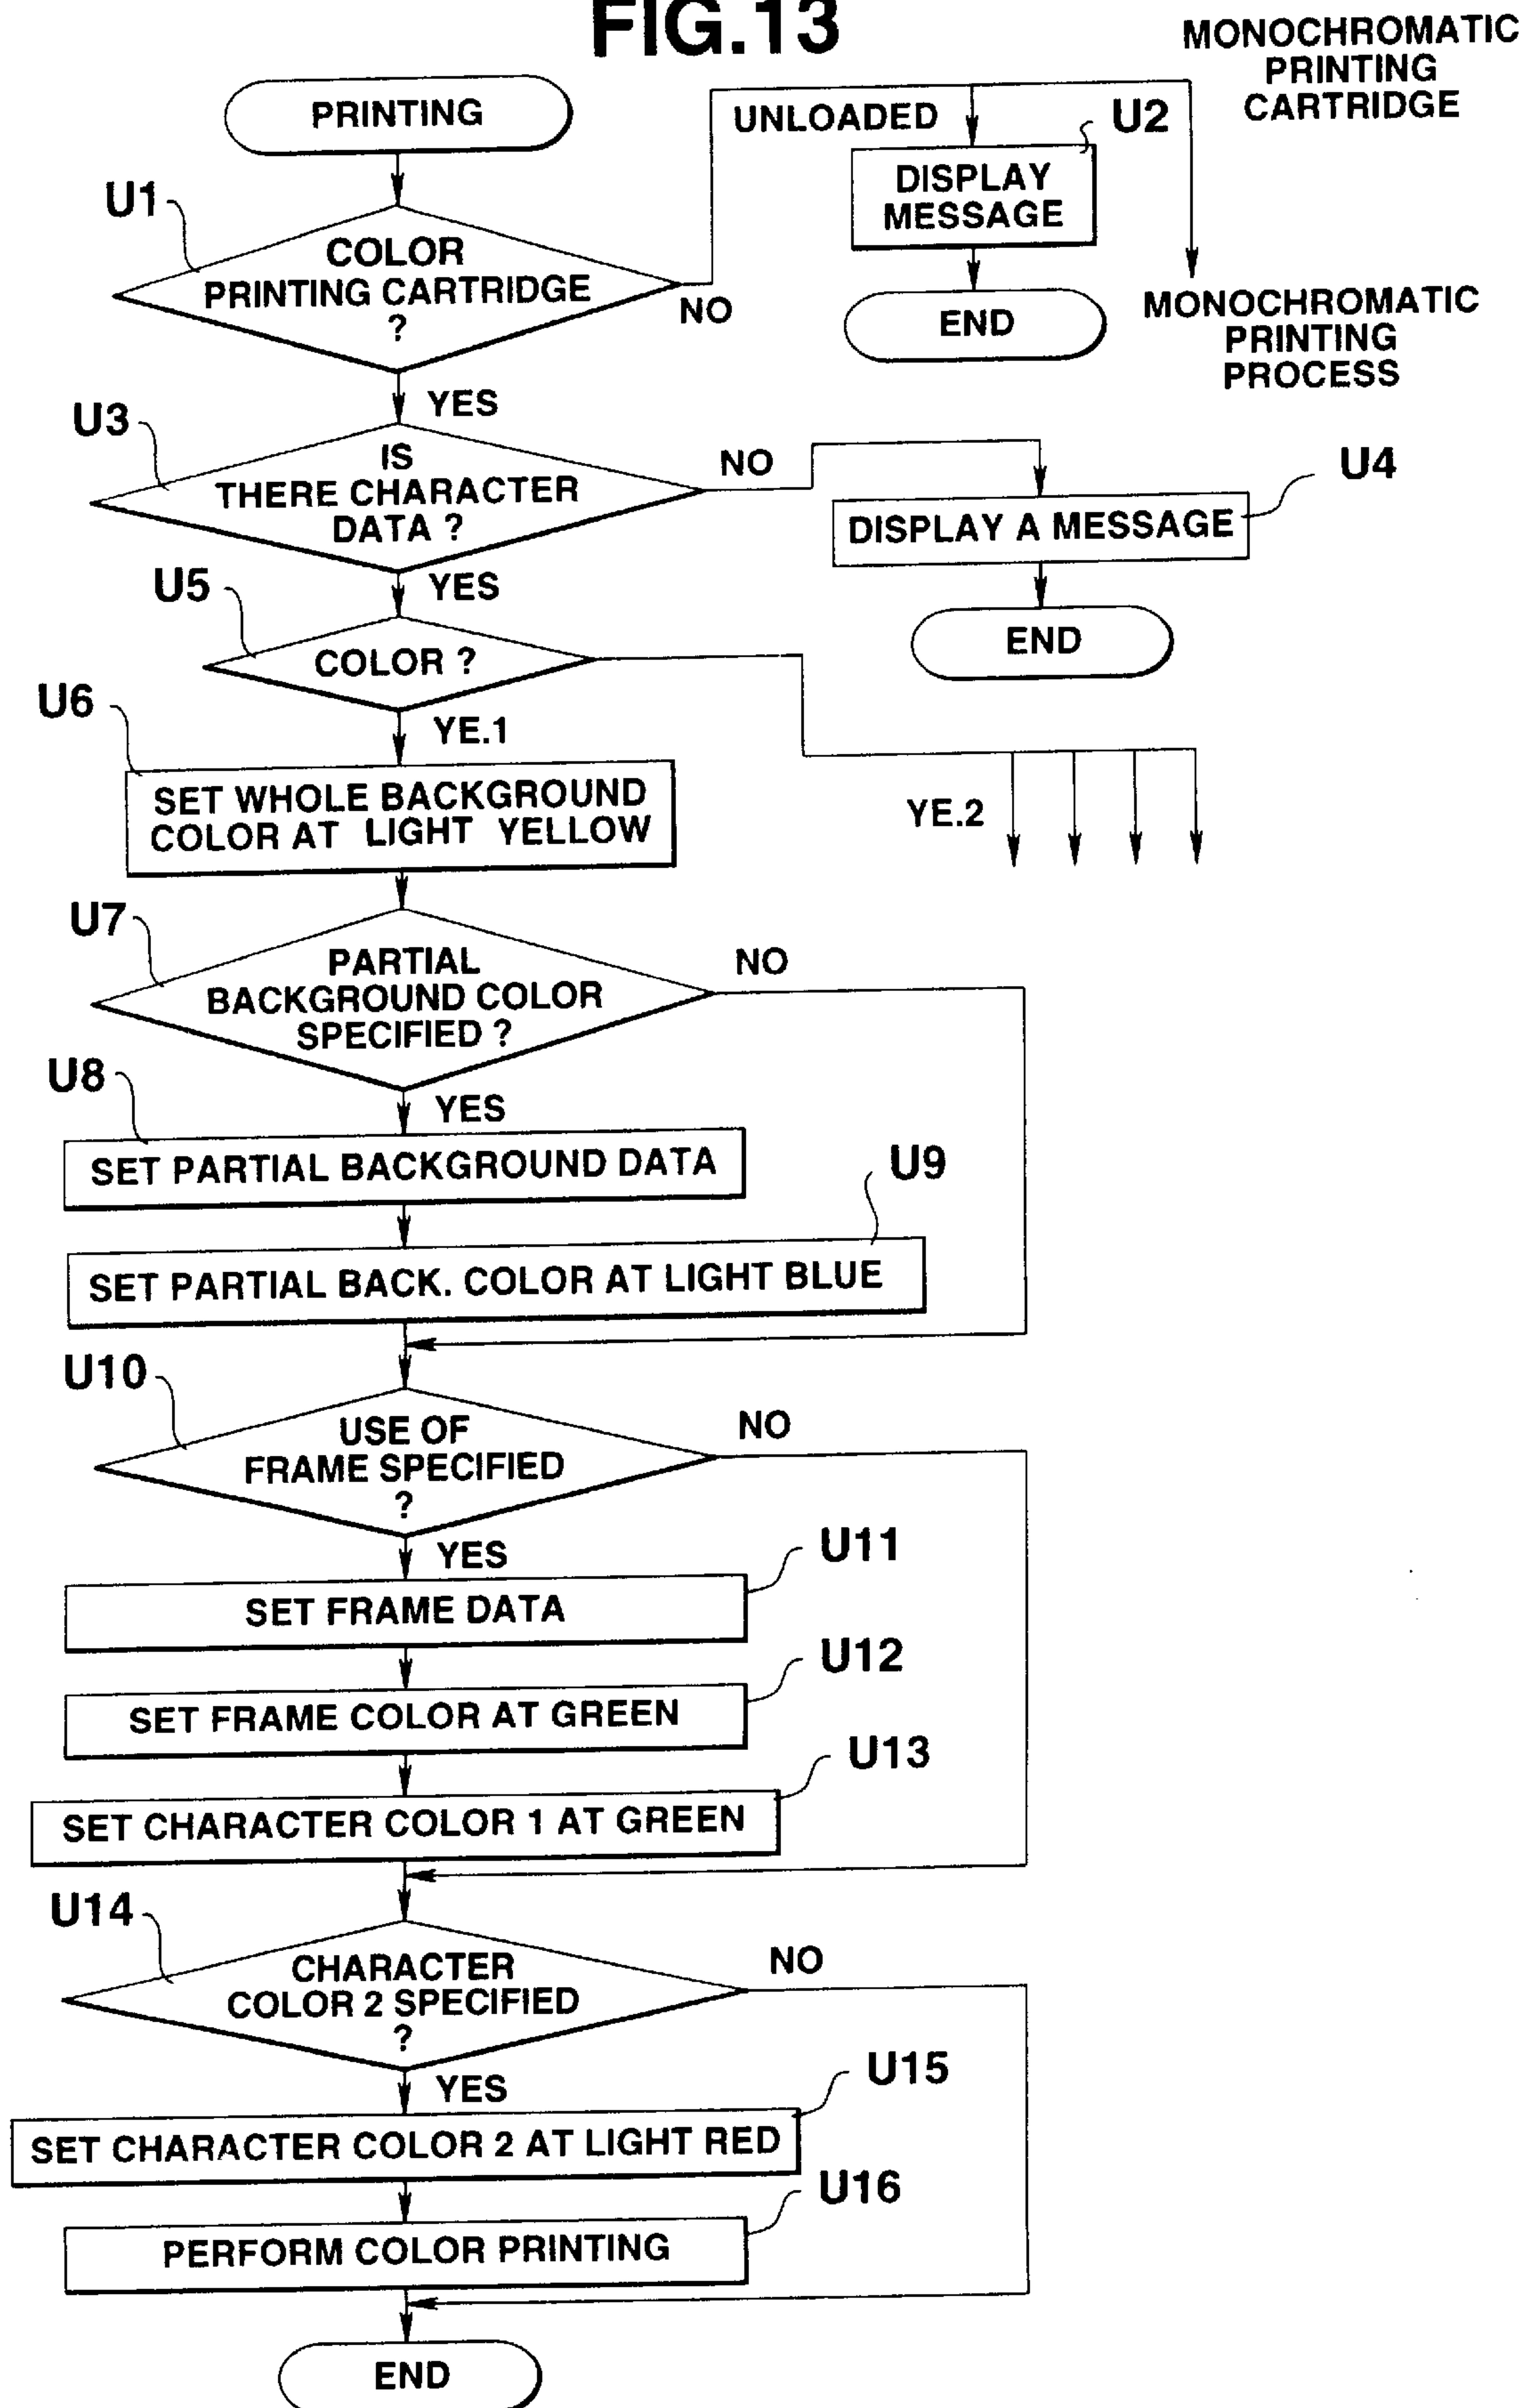 FIG.13
PRINTING
U1
COLOR
PRINTING CARTRIDGE
?
NO
UNLOADED
U2
DISPLAY
MESSAGE
END
MONOCHROMATIC
PRINTING
CARTRIDGE
MONOCHROMATIC
PRINTING
PROCESS
YES
U3
IS
THERE CHARACTER
DATA ?
NO
U4
DISPLAY A MESSAGE
END
YES
U5
COLOR ?
YE.1
YE.2
U6
SET WHOLE BACKGROUND
COLOR AT LIGHT YELLOW
U7
PARTIAL
BACKGROUND COLOR
SPECIFIED ?
NO
YES
U8
SET PARTIAL BACKGROUND DATA
U9
SET PARTIAL BACK. COLOR AT LIGHT BLUE
U10
USE OF
FRAME SPECIFIED
?
NO
YES
U11
SET FRAME DATA
U12
SET FRAME COLOR AT GREEN
U13
SET CHARACTER COLOR 1 AT GREEN
U14
CHARACTER
COLOR 2 SPECIFIED
?
NO
YES
U15
SET CHARACTER COLOR 2 AT LIGHT RED
U16
PERFORM COLOR PRINTING
END